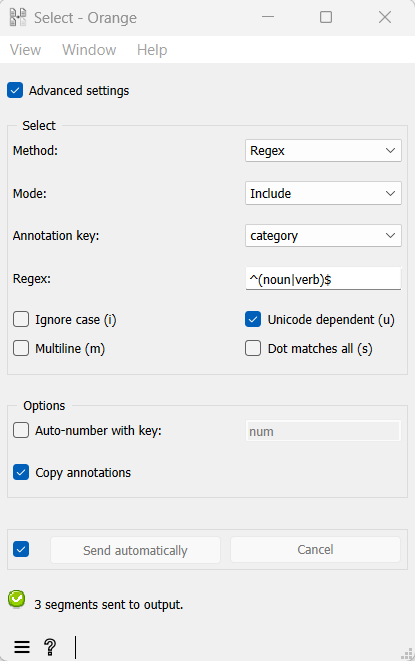 Select - Orange
View Window Help
Advanced settings
Select
Method: Regex
Mode: Include
Annotation key: category
Regex: ^(noun|verb)$
Ignore case (i) Unicode dependent (u)
Multiline (m) Dot matches all (s)
Options
Auto-number with key: num
Copy annotations
Send automatically Cancel
3 segments sent to output.
?